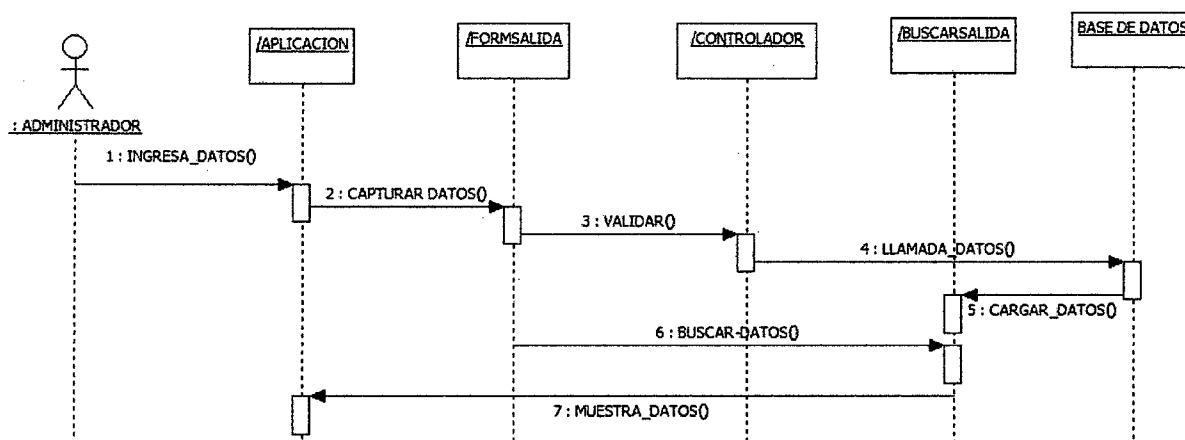 /APLICACION
/FORMSALIDA
/CONTROLADOR
/BUSCARSALIDA
BASE DE DATOS
: ADMINISTRADOR
1 : INGRESA_DATOS()
2 : CAPTURAR DATOS()
3 : VALIDAR()
4 : LLAMADA_DATOS()
5 : CARGAR_DATOS()
6 : BUSCAR-DATOS()
7 : MUESTRA_DATOS()